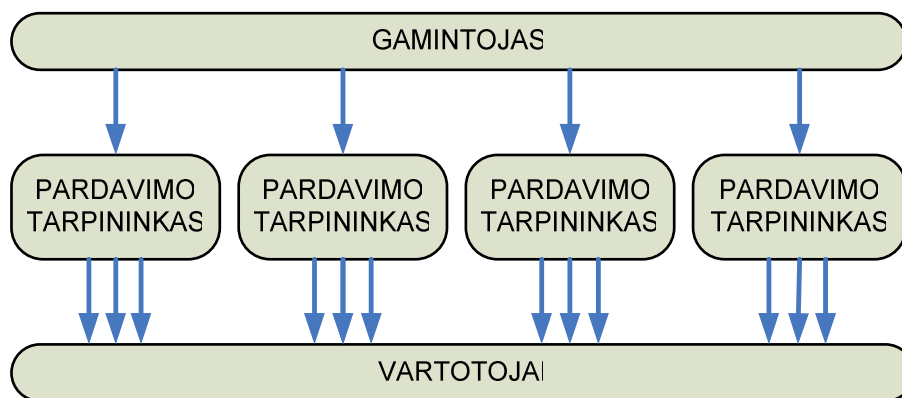 GAMINTOJAS
PARDAVIMO
TARPININKAS
PARDAVIMO
TARPININKAS
PARDAVIMO
TARPININKAS
PARDAVIMO
TARPININKAS
VARTOTOJAI